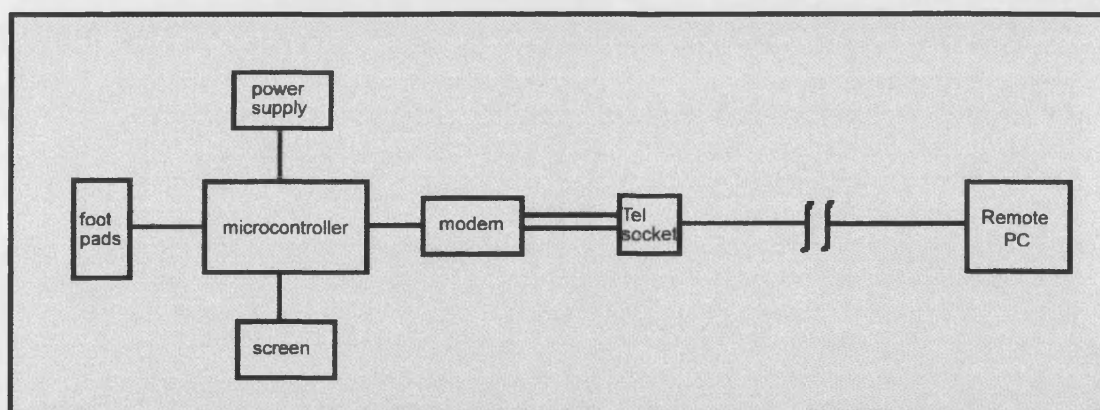 power
supply
foot
pads
microcontroller
modem
Tel
socket
Remote
PC
screen